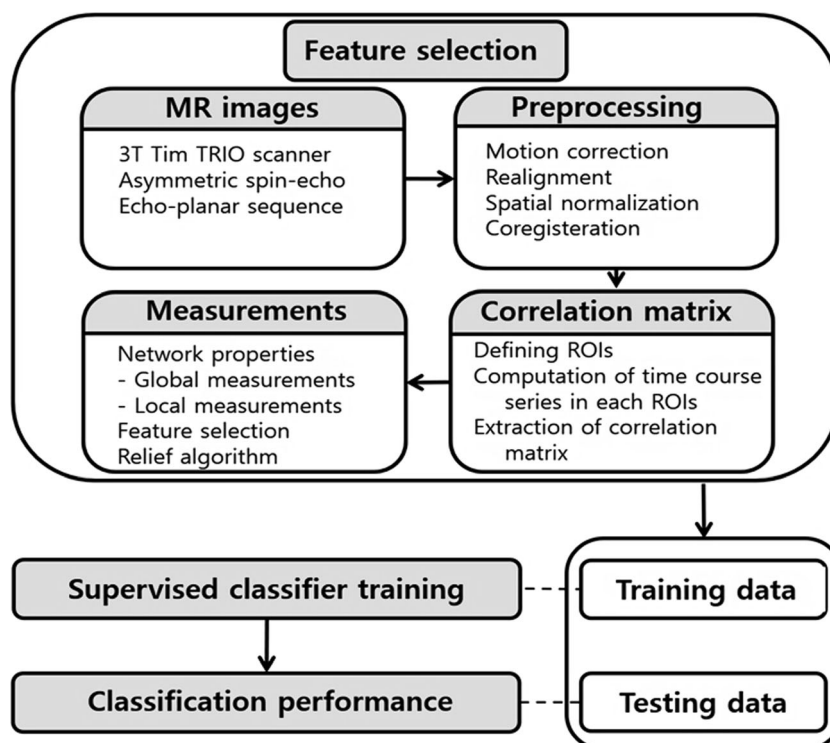 Feature selection
MR images
3T Tim TRIO scanner
Asymmetric spin-echo
Echo-planar sequence
Preprocessing
Motion correction
Realignment
Spatial normalization
Coregisteration
Correlation matrix
Defining ROIs
Computation of time course
series in each ROIs
Extraction of correlation
matrix
Measurements
Network properties
- Global measurements
- Local measurements
Feature selection
Relief algorithm
Supervised classifier training
Training data
Classification performance
Testing data